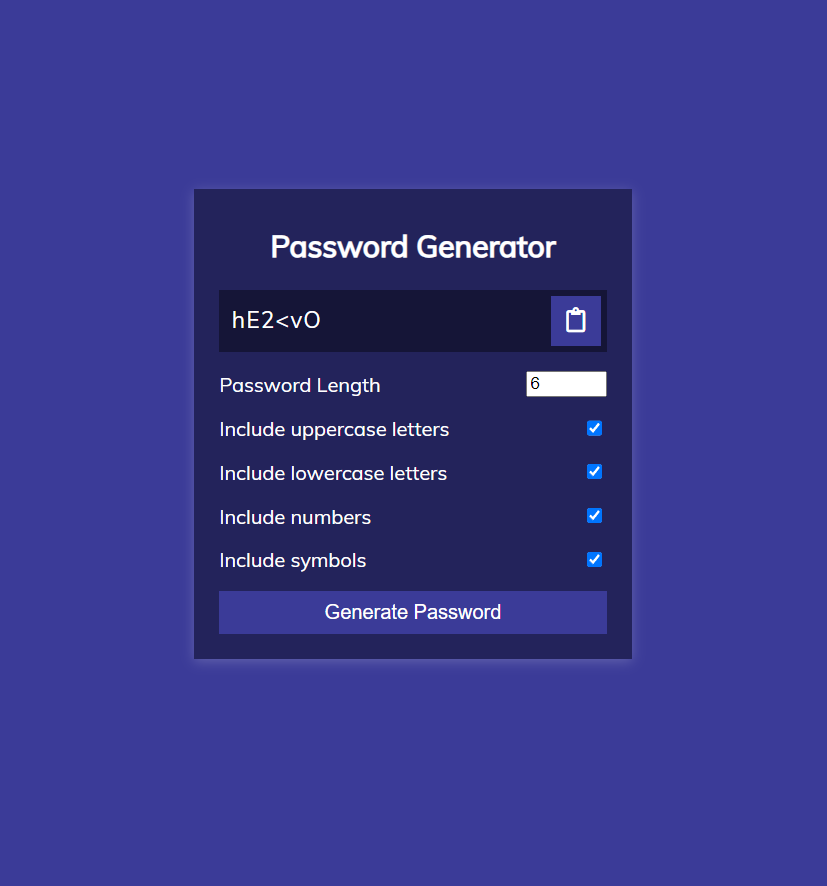 Password Generator
hE2<vO
Password Length 6
Include uppercase letters
Include lowercase letters
Include numbers
Include symbols
Generate Password